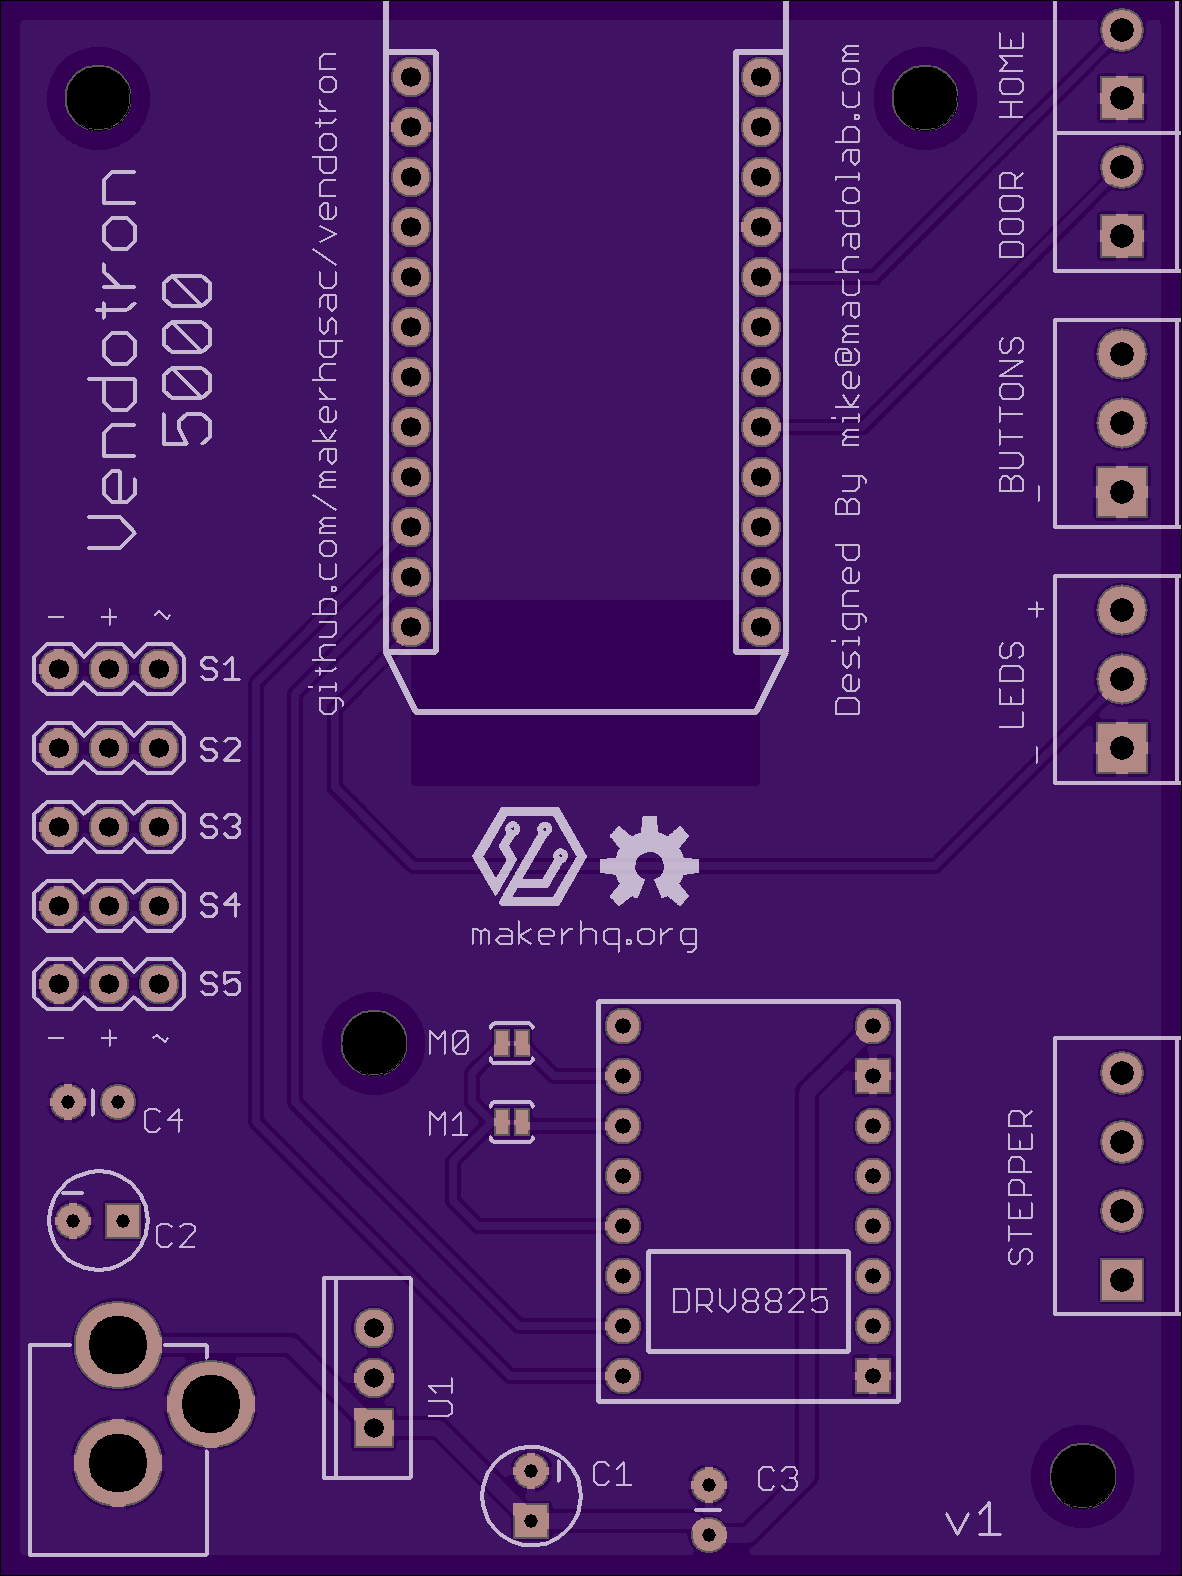 Vendotron
5000
github.com/makerhqsac/vendotron
Designed By mike@machadolab.com
HOME
DOOR
BUTTONS
-
LEDS
- +
- + ~
S1
S2
S3
S4
S5
- + ~
makerhq.org
M0
M1
C4
C2
DRV8825
STEPPER
U1
C1
C3
v1